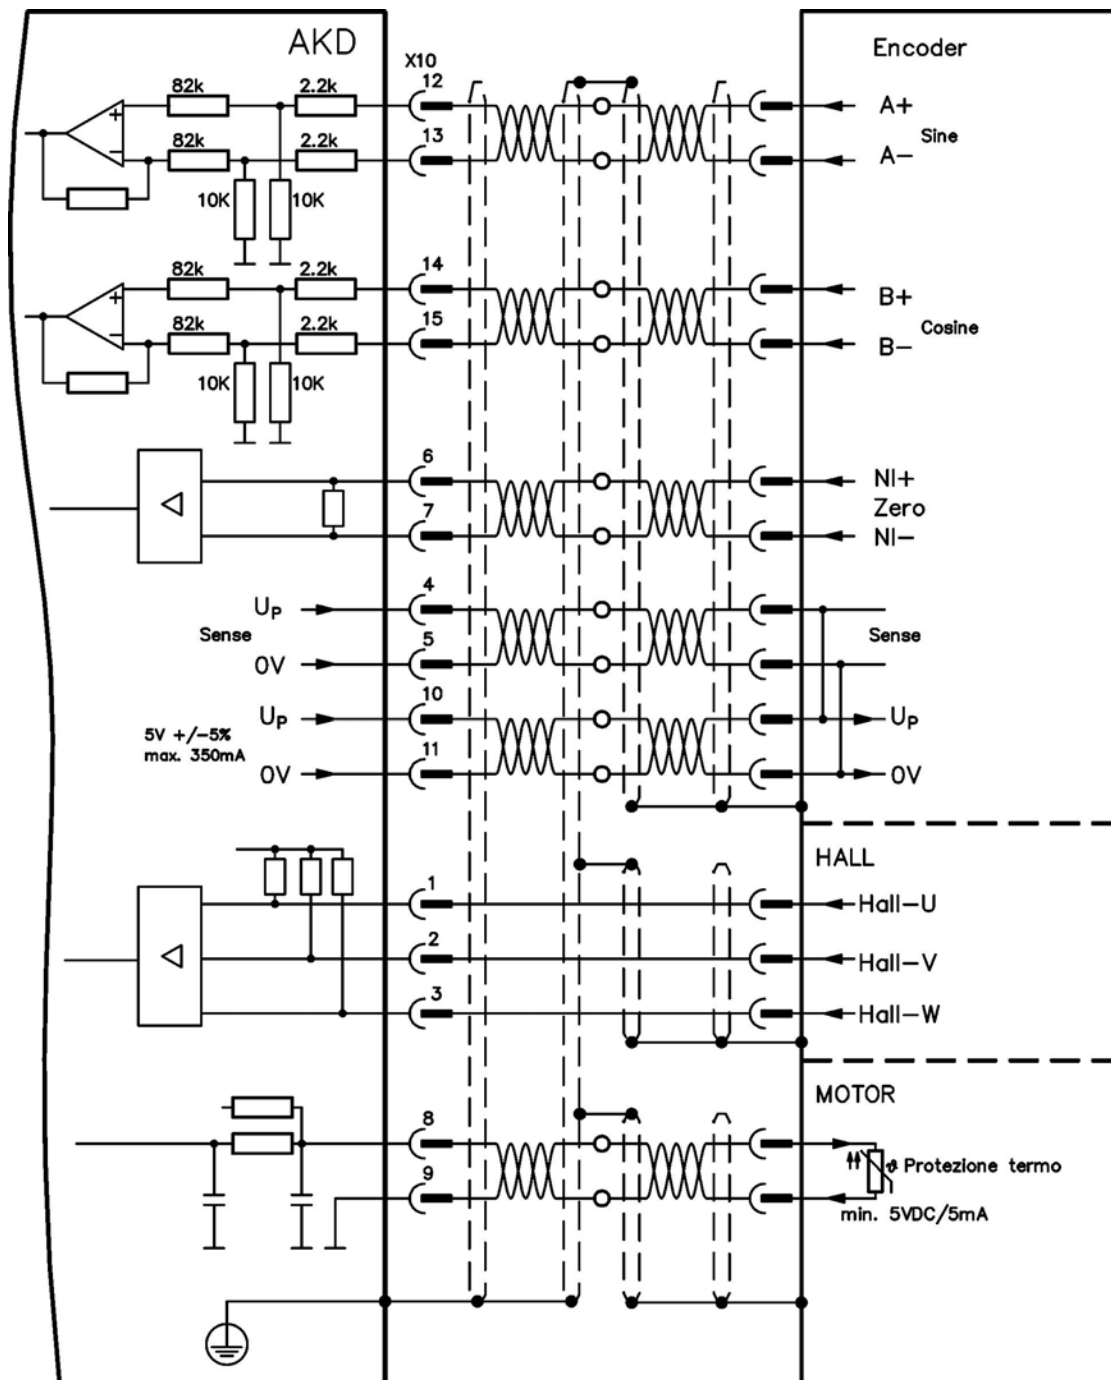 AKD
X10
Encoder
12
82k
2.2k
A+
Sine
13
82k
2.2k
A−
10K
10K
14
82k
2.2k
B+
Cosine
15
82k
2.2k
B−
10K
10K
6
NI+
Zero
7
NI−
4
UP
Sense
Sense
5
0V
10
UP
UP
5V +/−5%
max. 350mA
11
0V
0V
HALL
1
Hall−U
2
Hall−V
3
Hall−W
MOTOR
8
ϑ Protezione termo
9
min. 5VDC/5mA